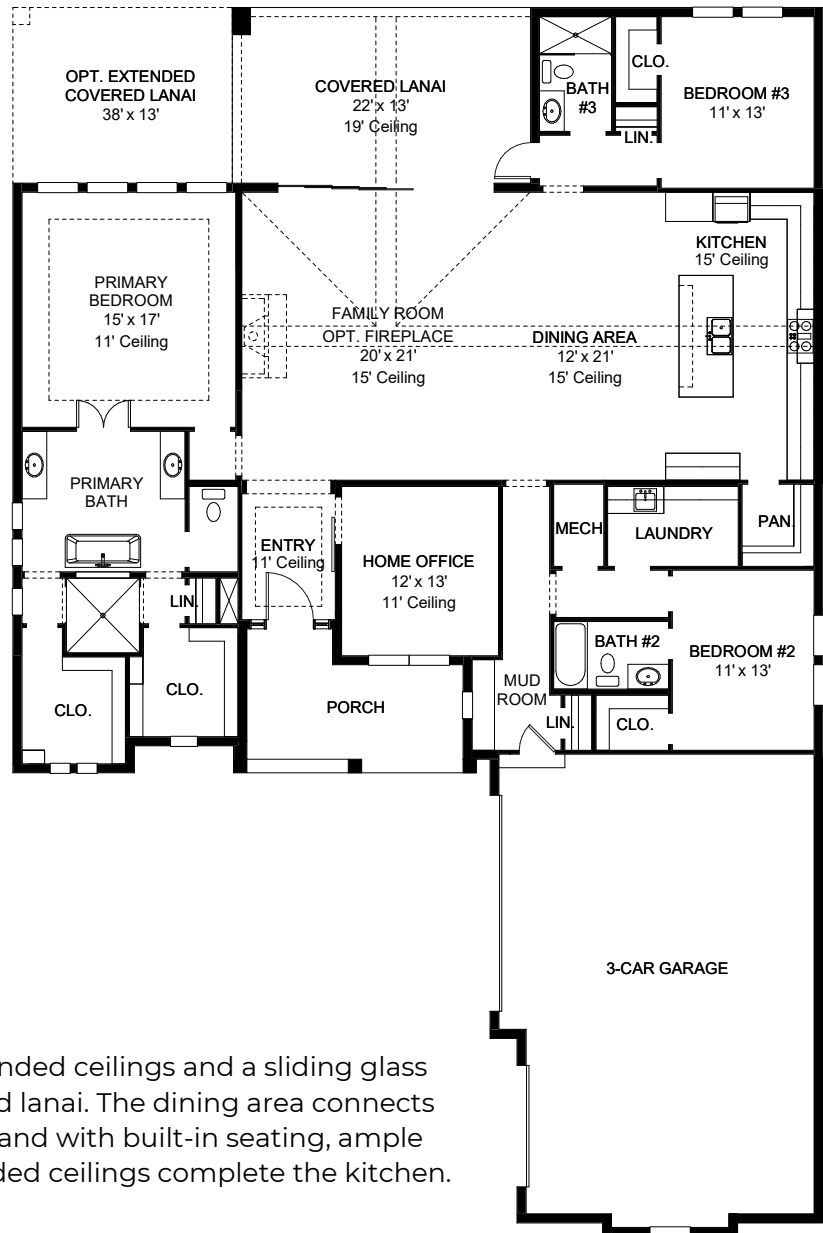 OPT. EXTENDED
COVERED LANAI
38' x 13'
COVERED LANAI
22' x 13'
19' Ceiling
BATH
#3
CLO.
LIN.
BEDROOM #3
11' x 13'
PRIMARY
BEDROOM
15' x 17'
11' Ceiling
FAMILY ROOM
OPT. FIREPLACE
20' x 21'
15' Ceiling
DINING AREA
12' x 21'
15' Ceiling
KITCHEN
15' Ceiling
PRIMARY
BATH
ENTRY
11' Ceiling
HOME OFFICE
12' x 13'
11' Ceiling
MECH
LAUNDRY
PAN.
LIN.
CLO.
CLO.
PORCH
MUD
ROOM
BATH #2
LIN.
CLO.
BEDROOM #2
11' x 13'
3-CAR GARAGE
nded ceilings and a sliding glass
d lanai. The dining area connects
and with built-in seating, ample
ded ceilings complete the kitchen.